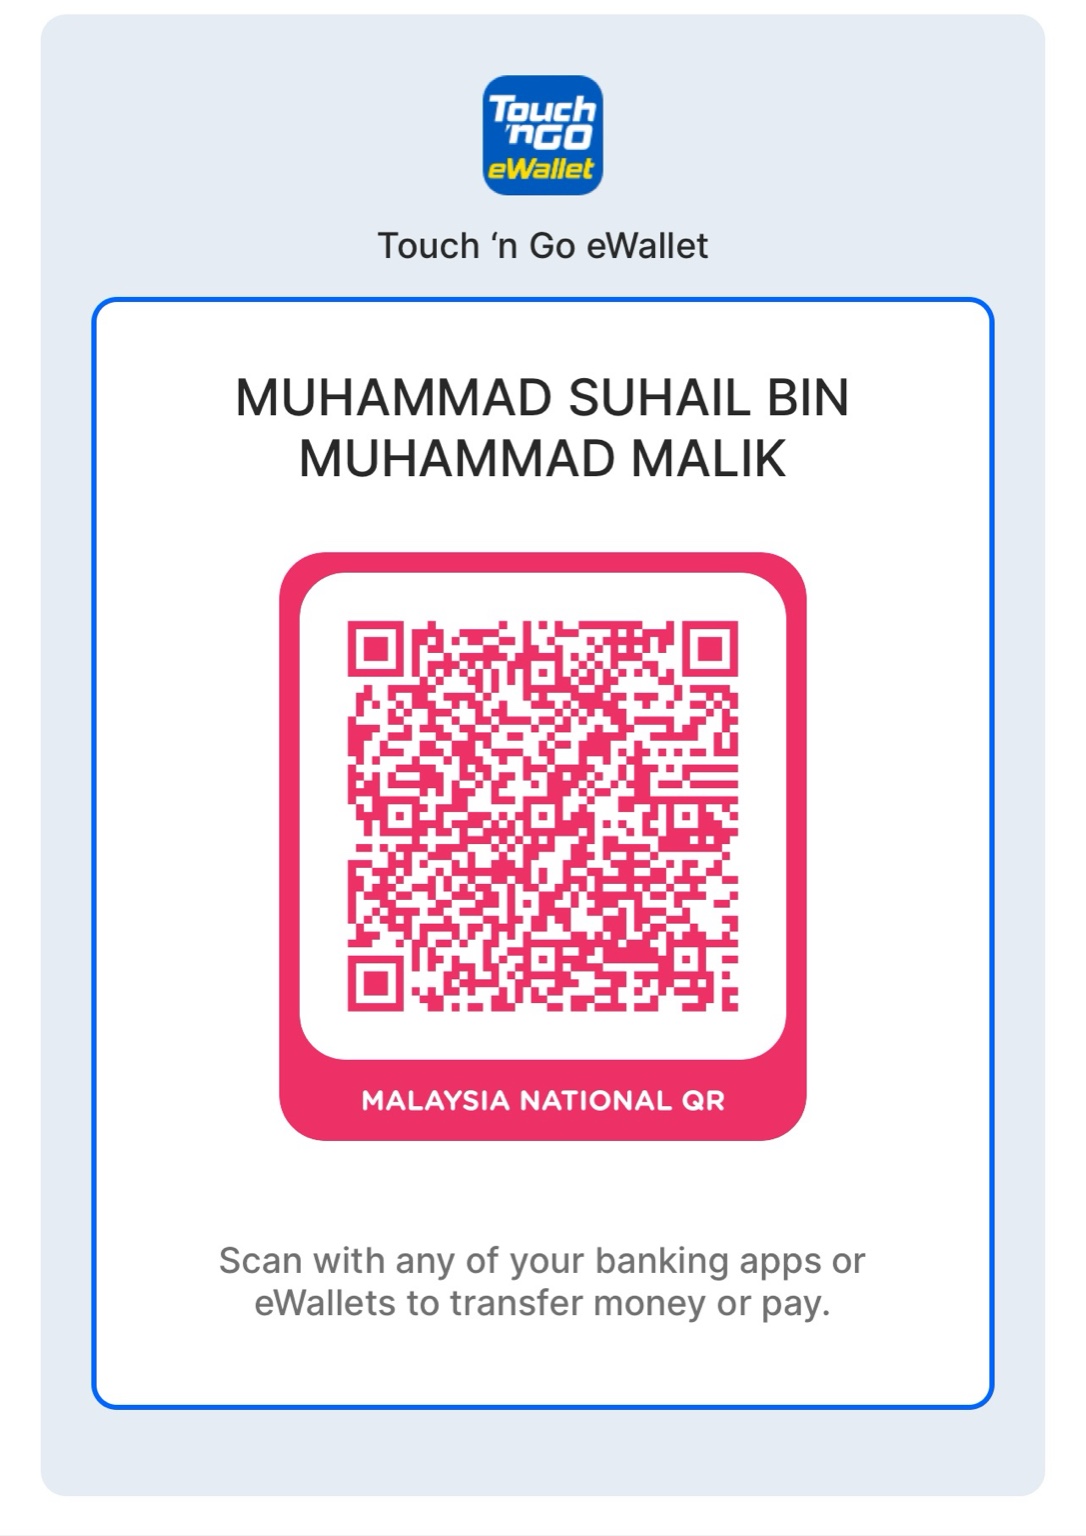 Touch
'nGO
eWallet
Touch ‘n Go eWallet
MUHAMMAD SUHAIL BIN
MUHAMMAD MALIK
MALAYSIA NATIONAL QR
Scan with any of your banking apps or
eWallets to transfer money or pay.